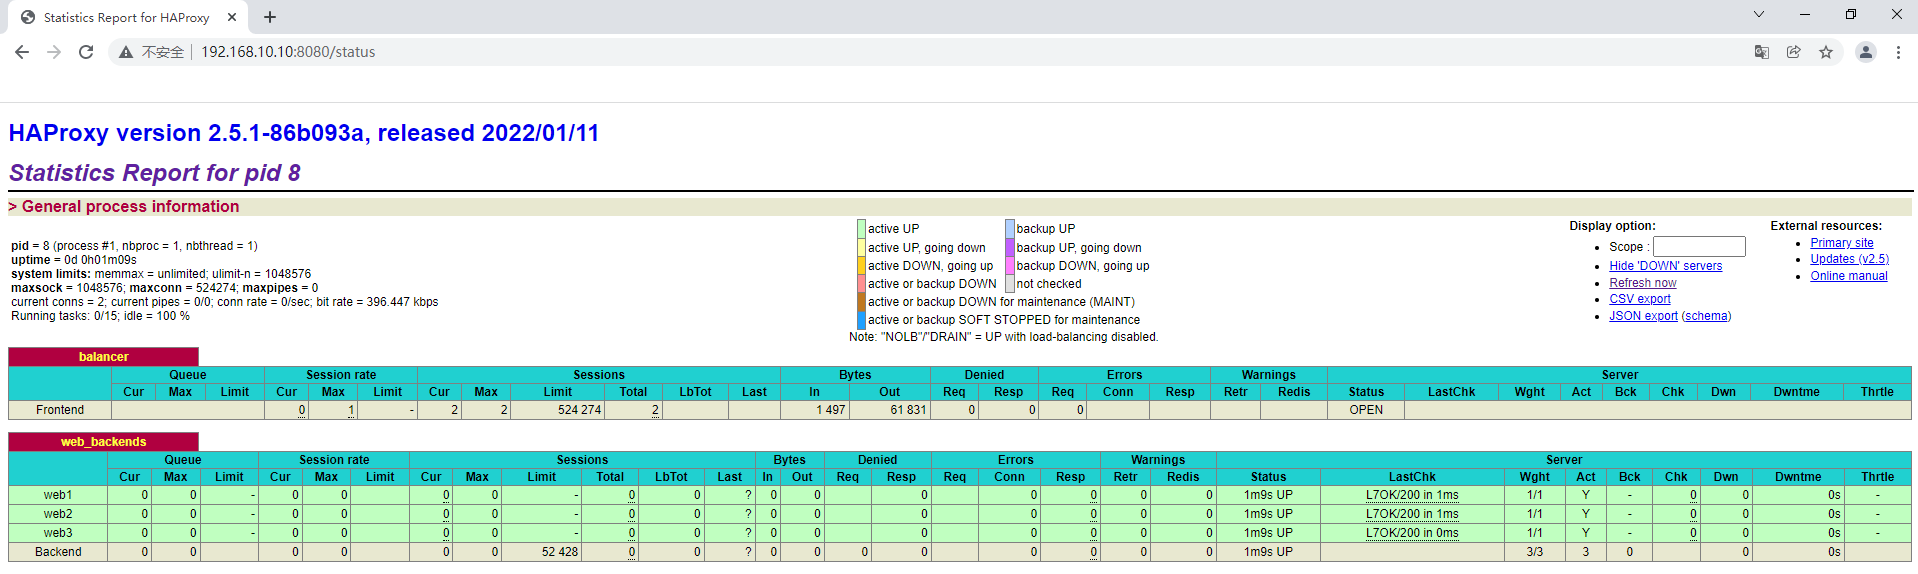 Statistics Report for HAProxy
不安全 192.168.10.10:8080/status
HAProxy version 2.5.1-86b093a, released 2022/01/11
Statistics Report for pid 8
> General process information
pid = 8 (process #1, nbproc = 1, nbthread = 1)
uptime = 0d 0h01m09s
system limits: memmax = unlimited; ulimit-n = 1048576
maxsock = 1048576; maxconn = 524274; maxpipes = 0
current conns = 2; current pipes = 0/0; conn rate = 0/sec; bit rate = 396.447 kbps
Running tasks: 0/15; idle = 100 %
active UP backup UP
active UP, going down backup UP, going down
active DOWN, going up backup DOWN, going up
active or backup DOWN not checked
active or backup DOWN for maintenance (MAINT)
active or backup SOFT STOPPED for maintenance
Note: "NOLB"/"DRAIN" = UP with load-balancing disabled.
Display option:
Scope :
Hide 'DOWN' servers
Refresh now
CSV export
JSON export (schema)
External resources:
Primary site
Updates (v2.5)
Online manual
balancer
Queue Session rate Sessions Bytes Denied Errors Warnings Server
Cur Max Limit Cur Max Limit Cur Max Limit Total LbTot Last In Out Req Resp Req Conn Resp Retr Redis Status LastChk Wght Act Bck Chk Dwn Dwntme Thrtle
Frontend 0 1 - 2 2 524 274 2 1 497 61 831 0 0 0 OPEN
web_backends
Queue Session rate Sessions Bytes Denied Errors Warnings Server
Cur Max Limit Cur Max Limit Cur Max Limit Total LbTot Last In Out Req Resp Req Conn Resp Retr Redis Status LastChk Wght Act Bck Chk Dwn Dwntme Thrtle
web1 0 0 - 0 0 0 0 - 0 0 ? 0 0 0 0 0 0 0 1m9s UP L7OK/200 in 1ms 1/1 Y - 0 0 0s -
web2 0 0 - 0 0 0 0 - 0 0 ? 0 0 0 0 0 0 0 1m9s UP L7OK/200 in 1ms 1/1 Y - 0 0 0s -
web3 0 0 - 0 0 0 0 - 0 0 ? 0 0 0 0 0 0 0 1m9s UP L7OK/200 in 0ms 1/1 Y - 0 0 0s -
Backend 0 0 0 0 0 0 52 428 0 0 ? 0 0 0 0 0 0 0 0 1m9s UP 3/3 3 0 0 0s